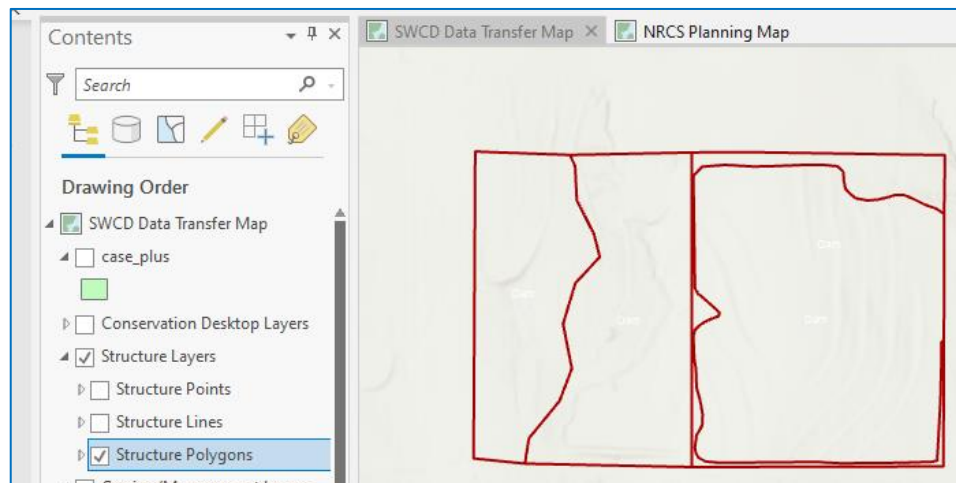 Contents
SWCD Data Transfer Map
NRCS Planning Map
Search
Drawing Order
SWCD Data Transfer Map
case_plus
Conservation Desktop Layers
Structure Layers
Structure Points
Structure Lines
Structure Polygons